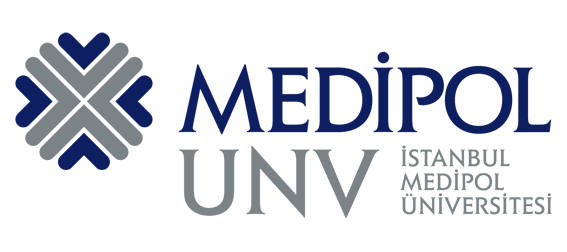 MEDİPOL
UNV
İSTANBUL
MEDİPOL
ÜNİVERSİTESİ